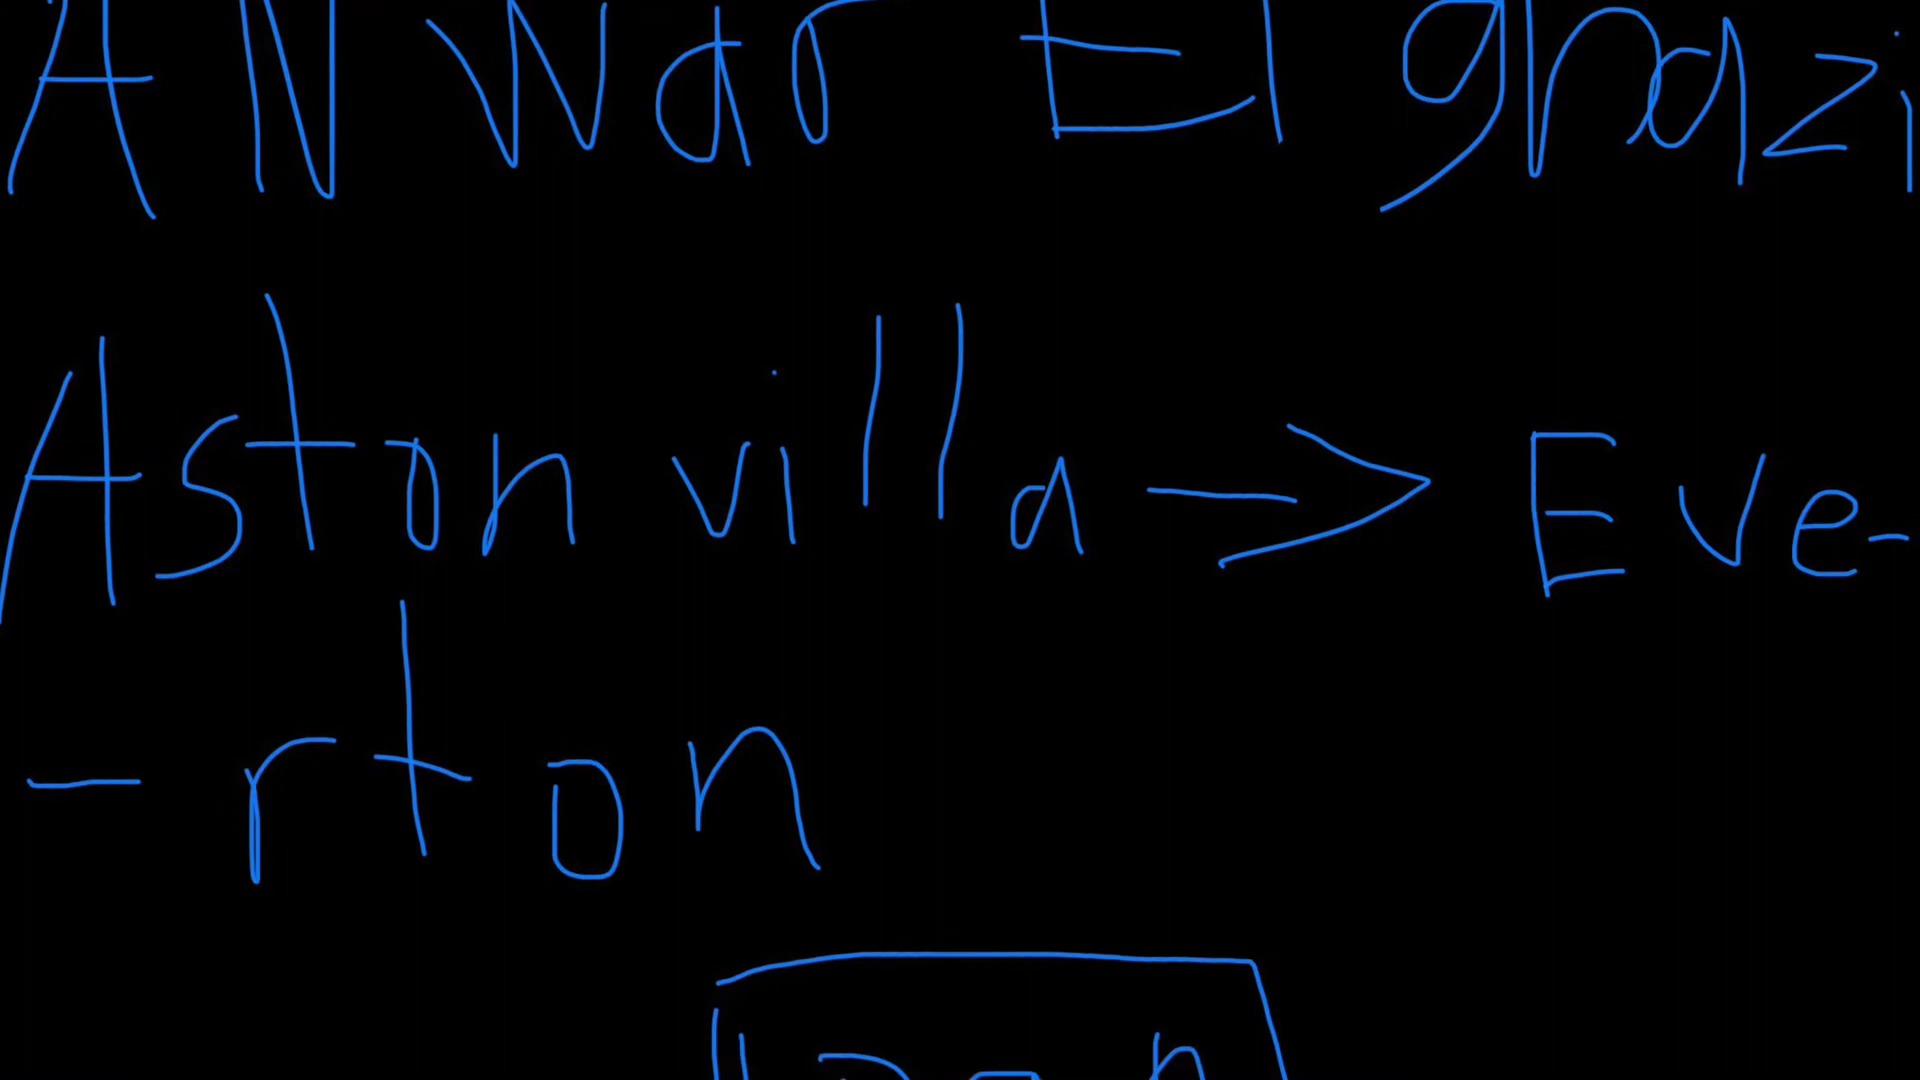 ANWar El ghazi
Aston villa -> Eve-
- rton